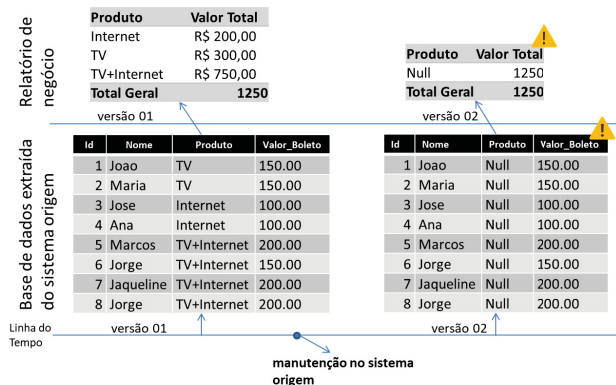 Relatório de
negócio
Produto Valor Total
Internet R$ 200,00
TV R$ 300,00
TV+Internet R$ 750,00
Total Geral 1250
versão 01
Produto Valor Total
Null 1250
Total Geral 1250
versão 02
Base de dados extraída
do sistema origem
Id Nome Produto Valor_Boleto
1 Joao TV 150.00
2 Maria TV 150.00
3 Jose Internet 100.00
4 Ana Internet 100.00
5 Marcos TV+Internet 200.00
6 Jorge TV+Internet 150.00
7 Jaqueline TV+Internet 200.00
8 Jorge TV+Internet 200.00
Id Nome Produto Valor_Boleto
1 Joao Null 150.00
2 Maria Null 150.00
3 Jose Null 100.00
4 Ana Null 100.00
5 Marcos Null 200.00
6 Jorge Null 150.00
7 Jaqueline Null 200.00
8 Jorge Null 200.00
Linha do
Tempo
versão 01
versão 02
manutenção no sistema
origem